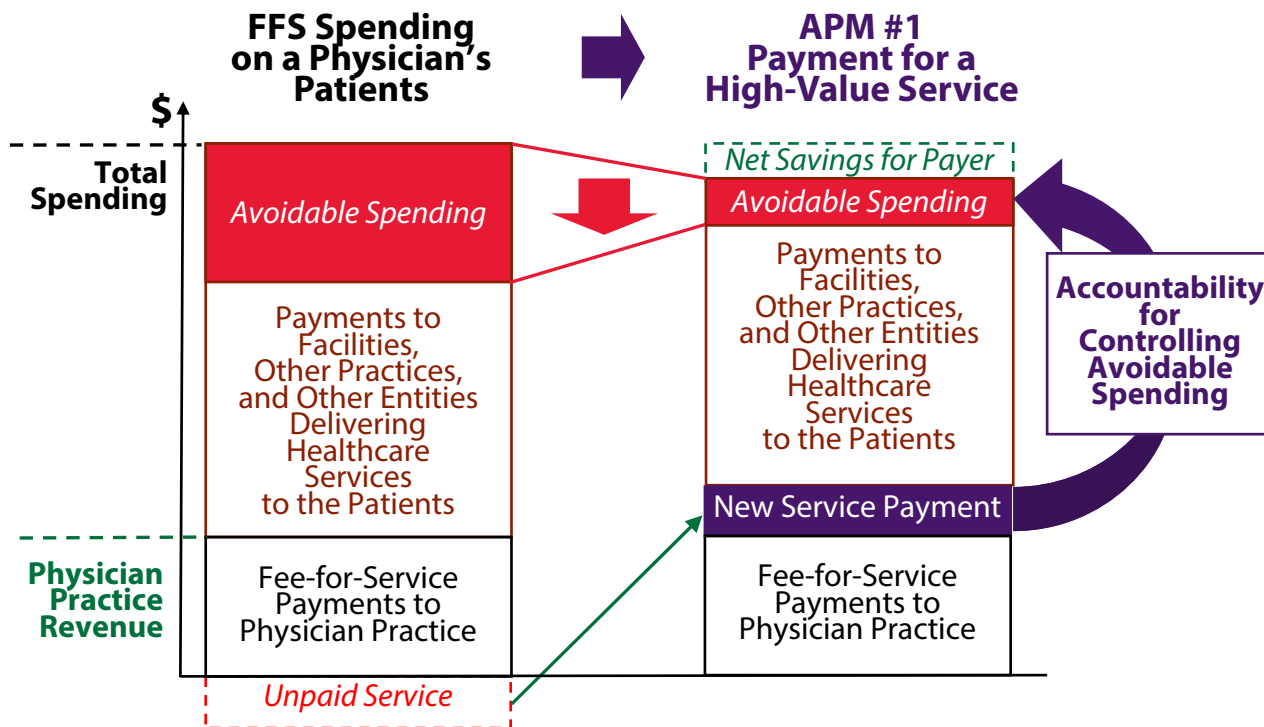 FFS Spending
on a Physician’s
Patients
APM #1
Payment for a
High-Value Service
$
Total
Spending
Avoidable Spending
Payments to
Facilities,
Other Practices,
and Other Entities
Delivering
Healthcare
Services
to the Patients
Physician
Practice
Revenue
Fee-for-Service
Payments to
Physician Practice
Unpaid Service
Net Savings for Payer
Avoidable Spending
Payments to
Facilities,
Other Practices,
and Other Entities
Delivering
Healthcare
Services
to the Patients
New Service Payment
Fee-for-Service
Payments to
Physician Practice
Accountability
for
Controlling
Avoidable
Spending